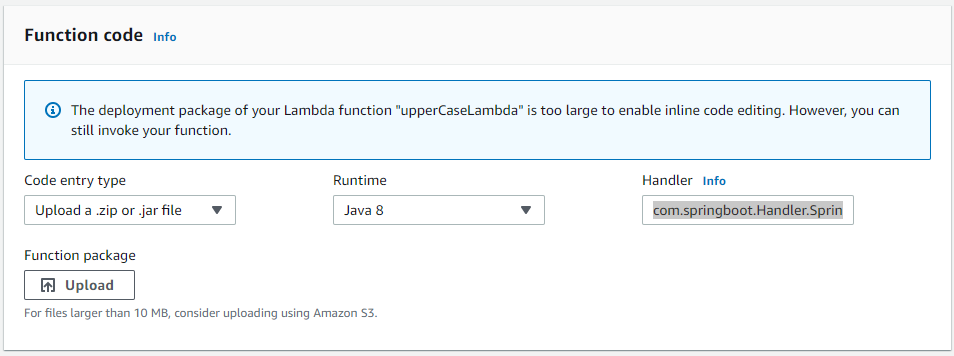 Function code Info
The deployment package of your Lambda function "upperCaseLambda" is too large to enable inline code editing. However, you can
still invoke your function.
Code entry type Runtime Handler Info
Upload a .zip or .jar file Java 8 com.springboot.Handler.Sprin
Function package
Upload
For files larger than 10 MB, consider uploading using Amazon S3.